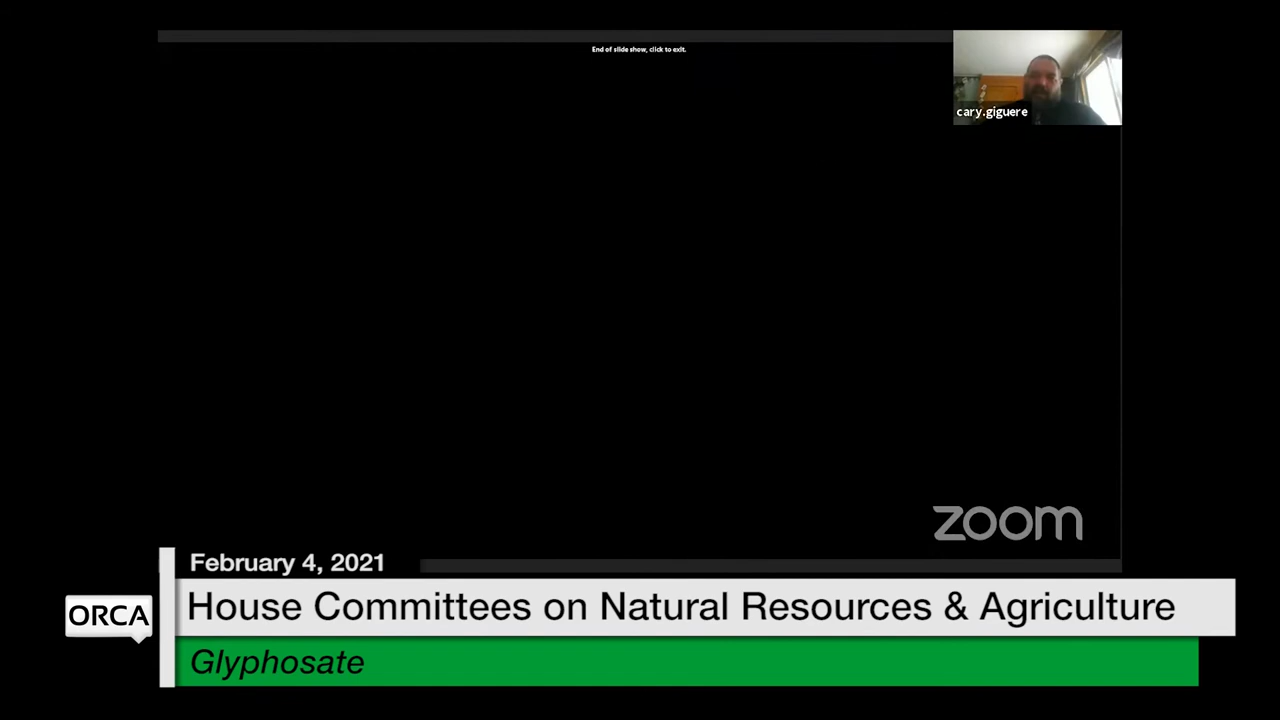 End of slide show, click to exit.
cary.giguere
zoom
February 4, 2021
ORCA
House Committees on Natural Resources & Agriculture
Glyphosate